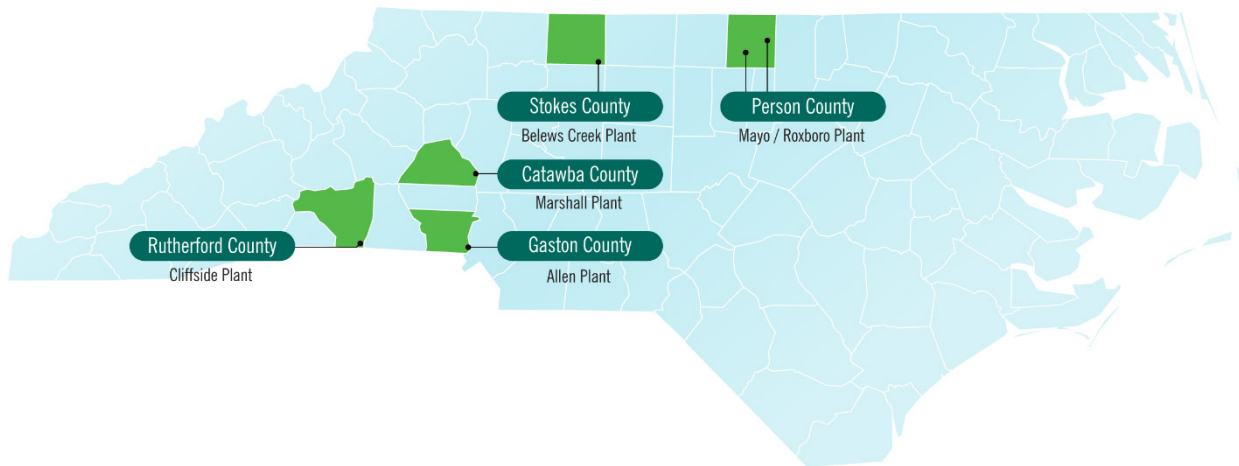 Stokes County
Belews Creek Plant
Person County
Mayo / Roxboro Plant
Catawba County
Marshall Plant
Rutherford County
Cliffside Plant
Gaston County
Allen Plant